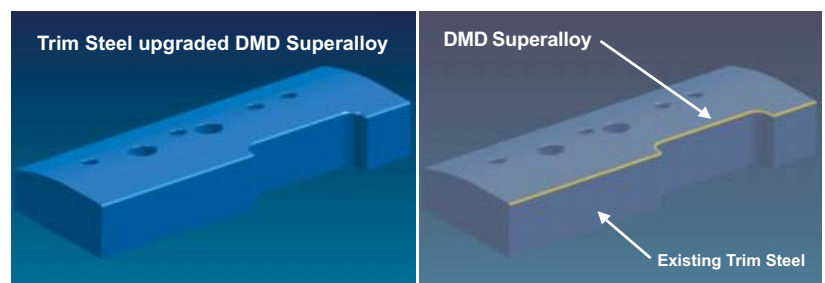 Trim Steel upgraded DMD Superalloy
DMD Superalloy
Existing Trim Steel